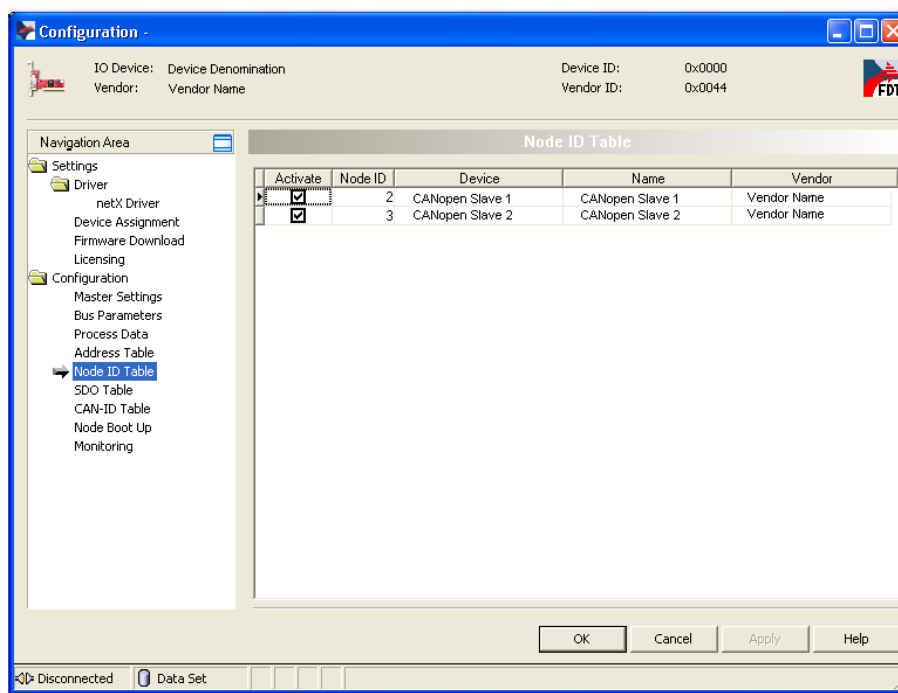 Configuration -
IO Device: Device Denomination Device ID: 0x0000
Vendor: Vendor Name Vendor ID: 0x0044
FDT
Navigation Area
Settings
Driver
netX Driver
Device Assignment
Firmware Download
Licensing
Configuration
Master Settings
Bus Parameters
Process Data
Address Table
Node ID Table
SDO Table
CAN-ID Table
Node Boot Up
Monitoring
Node ID Table
Activate Node ID Device Name Vendor
2 CANopen Slave 1 CANopen Slave 1 Vendor Name
3 CANopen Slave 2 CANopen Slave 2 Vendor Name
OK Cancel Apply Help
Disconnected Data Set